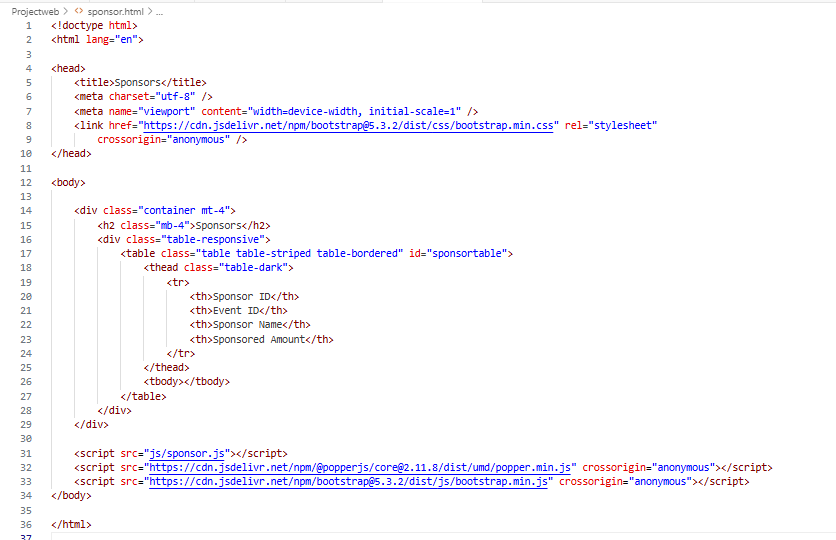 Projectweb > <> sponsor.html > ...
1 <!doctype html>
2 <html lang="en">
3
4 <head>
5     <title>Sponsors</title>
6     <meta charset="utf-8" />
7     <meta name="viewport" content="width=device-width, initial-scale=1" />
8     <link href="https://cdn.jsdelivr.net/npm/bootstrap@5.3.2/dist/css/bootstrap.min.css" rel="stylesheet"
9         crossorigin="anonymous" />
10 </head>
11
12 <body>
13
14     <div class="container mt-4">
15         <h2 class="mb-4">Sponsors</h2>
16         <div class="table-responsive">
17             <table class="table table-striped table-bordered" id="sponsortable">
18                 <thead class="table-dark">
19                     <tr>
20                         <th>Sponsor ID</th>
21                         <th>Event ID</th>
22                         <th>Sponsor Name</th>
23                         <th>Sponsored Amount</th>
24                     </tr>
25                 </thead>
26                 <tbody></tbody>
27             </table>
28         </div>
29     </div>
30
31     <script src="js/sponsor.js"></script>
32     <script src="https://cdn.jsdelivr.net/npm/@popperjs/core@2.11.8/dist/umd/popper.min.js" crossorigin="anonymous"></script>
33     <script src="https://cdn.jsdelivr.net/npm/bootstrap@5.3.2/dist/js/bootstrap.min.js" crossorigin="anonymous"></script>
34 </body>
35
36 </html>
37